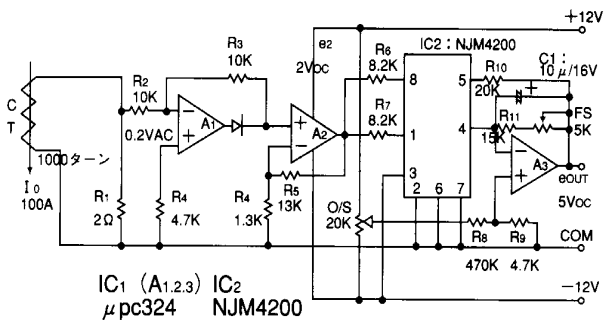 IC2：NJM4200
+12V
R3
10K
e2
2VDC
R6
8.2K
R10
20K
C1：
10μ/16V
R2
10K
8
5
R7
8.2K
FS
5K
C
T
A1
A2
1
4
R11
15K
0.2VAC
A3
1000ターン
3
eOUT
R5
13K
O/S
20K
2
6
7
5VDC
I0
100A
R1
2Ω
R4
4.7K
R4
1.3K
R8
470K
R9
4.7K
COM
IC1 (A1.2.3) IC2
μpc324 NJM4200
−12V